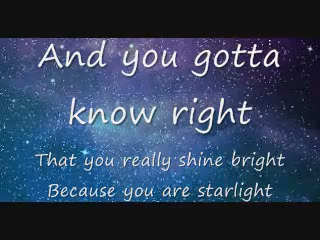 And you gotta
know right
That you really shine bright
Because you are starlight